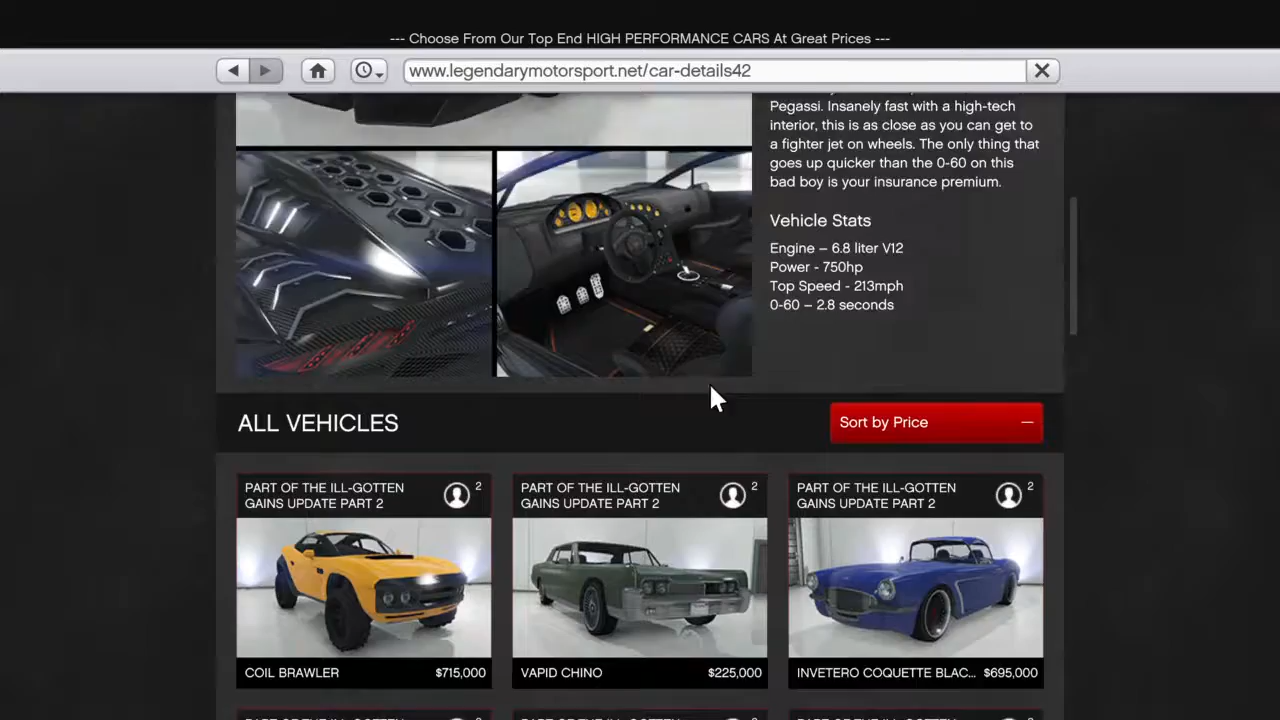 --- Choose From Our Top End HIGH PERFORMANCE CARS At Great Prices ---
www.legendarymotorsport.net/car-details42
Pegassi. Insanely fast with a high-tech
interior, this is as close as you can get to
a fighter jet on wheels. The only thing that
goes up quicker than the 0-60 on this
bad boy is your insurance premium.
Vehicle Stats
Engine – 6.8 liter V12
Power - 750hp
Top Speed - 213mph
0-60 – 2.8 seconds
ALL VEHICLES
Sort by Price
PART OF THE ILL-GOTTEN
GAINS UPDATE PART 2
2
PART OF THE ILL-GOTTEN
GAINS UPDATE PART 2
2
PART OF THE ILL-GOTTEN
GAINS UPDATE PART 2
2
COIL BRAWLER $715,000
VAPID CHINO $225,000
INVETERO COQUETTE BLAC... $695,000